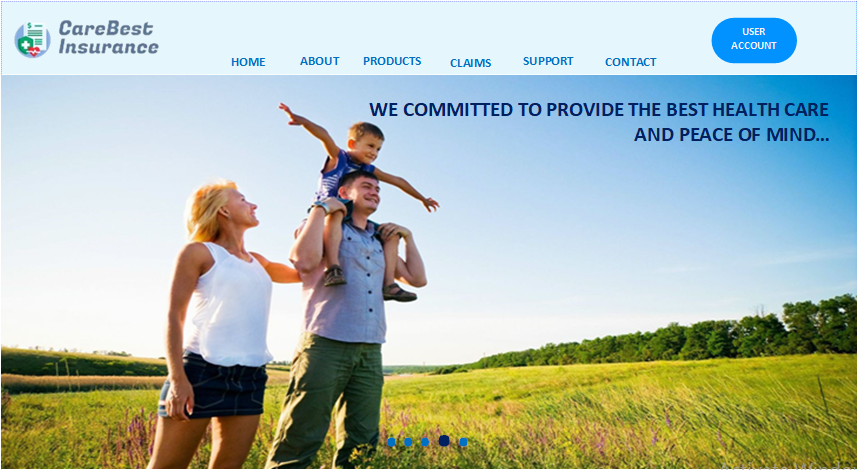 CareBest
Insurance
HOME ABOUT PRODUCTS CLAIMS SUPPORT CONTACT
USER
ACCOUNT
WE COMMITTED TO PROVIDE THE BEST HEALTH CARE
AND PEACE OF MIND...